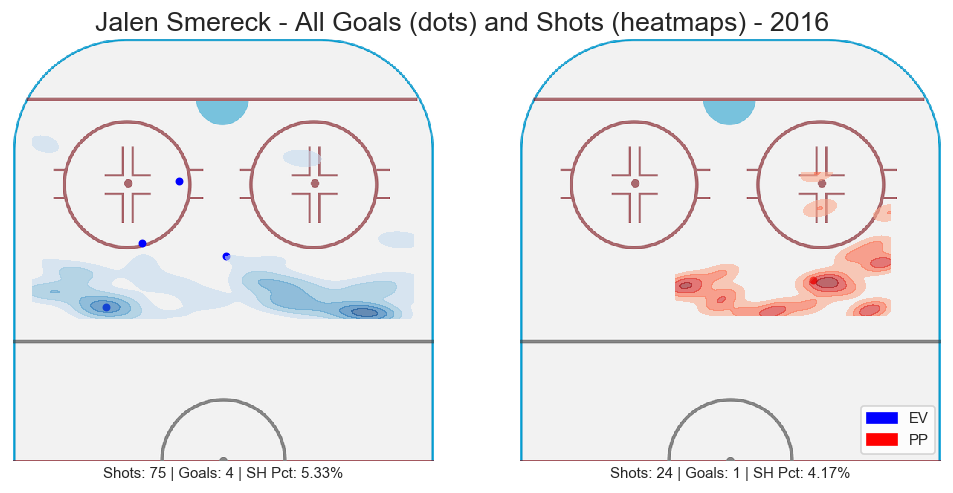 Jalen Smereck - All Goals (dots) and Shots (heatmaps) - 2016
EV
PP
Shots: 75 | Goals: 4 | SH Pct: 5.33%
Shots: 24 | Goals: 1 | SH Pct: 4.17%